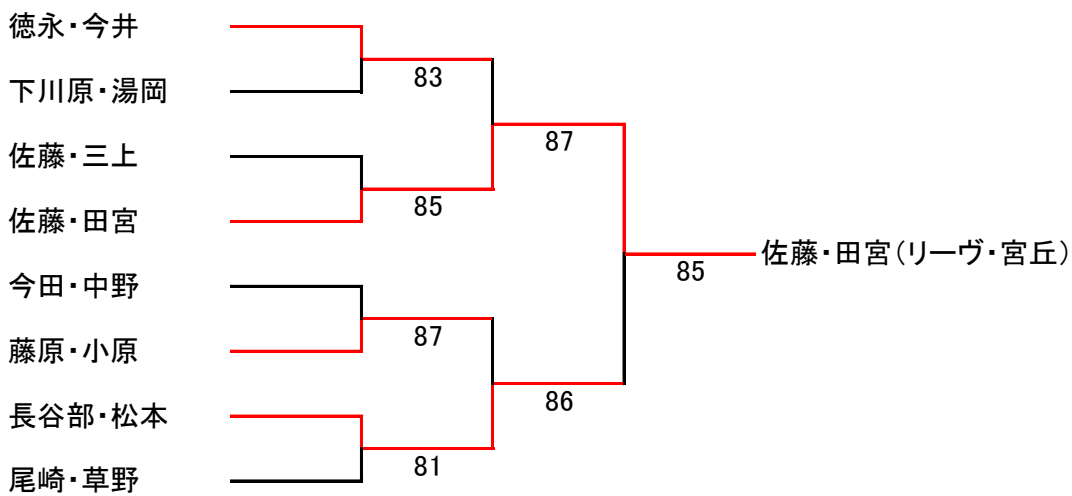 徳永・今井
83
下川原・湯岡
87
佐藤・三上
85
佐藤・田宮
佐藤・田宮(リーヴ・宮丘)
85
今田・中野
87
藤原・小原
86
長谷部・松本
81
尾崎・草野